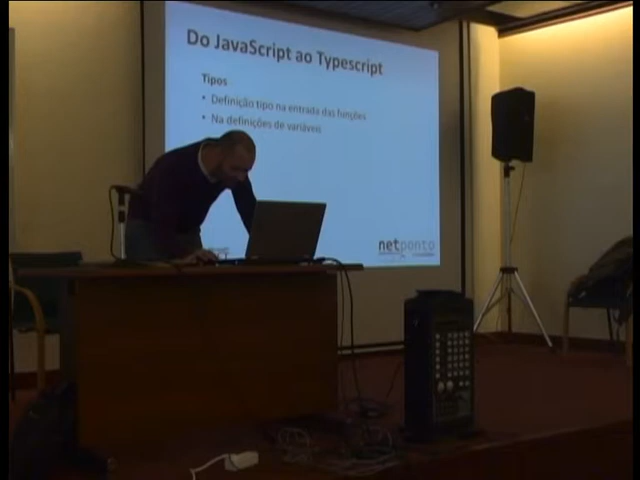 Do JavaScript ao Typescript
Tipos
• Definição tipo na entrada das funções
• Na definições de variáveis
netponto